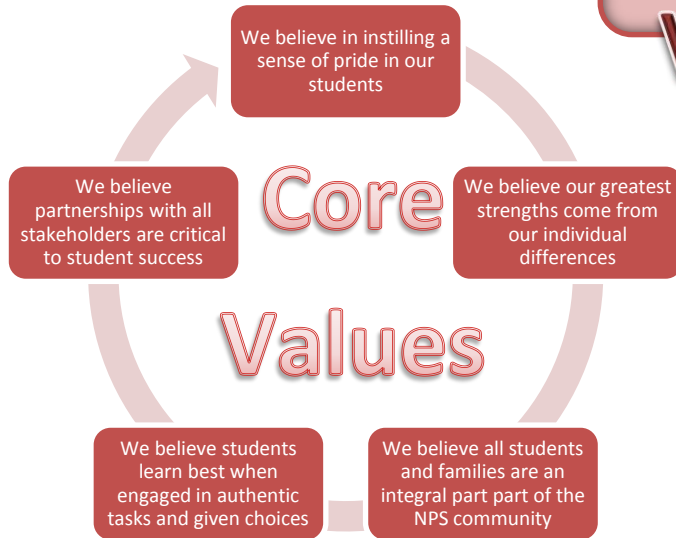 We believe in instilling a
sense of pride in our
students
We believe
partnerships with all
stakeholders are critical
to student success
Core
We believe our greatest
strengths come from
our individual
differences
Values
We believe students
learn best when
engaged in authentic
tasks and given choices
We believe all students
and families are an
integral part part of the
NPS community